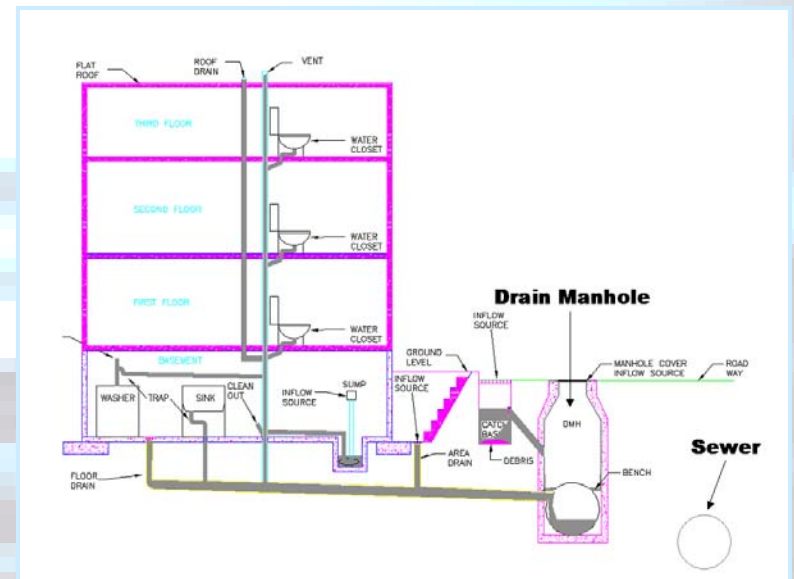 FLAT
ROOF
ROOF
DRAIN
VENT
THIRD FLOOR
WATER
CLOSET
SECOND FLOOR
WATER
CLOSET
FIRST FLOOR
WATER
CLOSET
Drain Manhole
INFLOW
SOURCE
GROUND
LEVEL
MANHOLE COVER
INFLOW SOURCE
ROAD
WAY
BASEMENT
WASHER
TRAP
SINK
CLEAN
OUT
INFLOW
SOURCE
SUMP
INFLOW
SOURCE
CATCH
BASI
DMH
DEBRIS
Sewer
FLOOR
DRAIN
AREA
DRAIN
BENCH